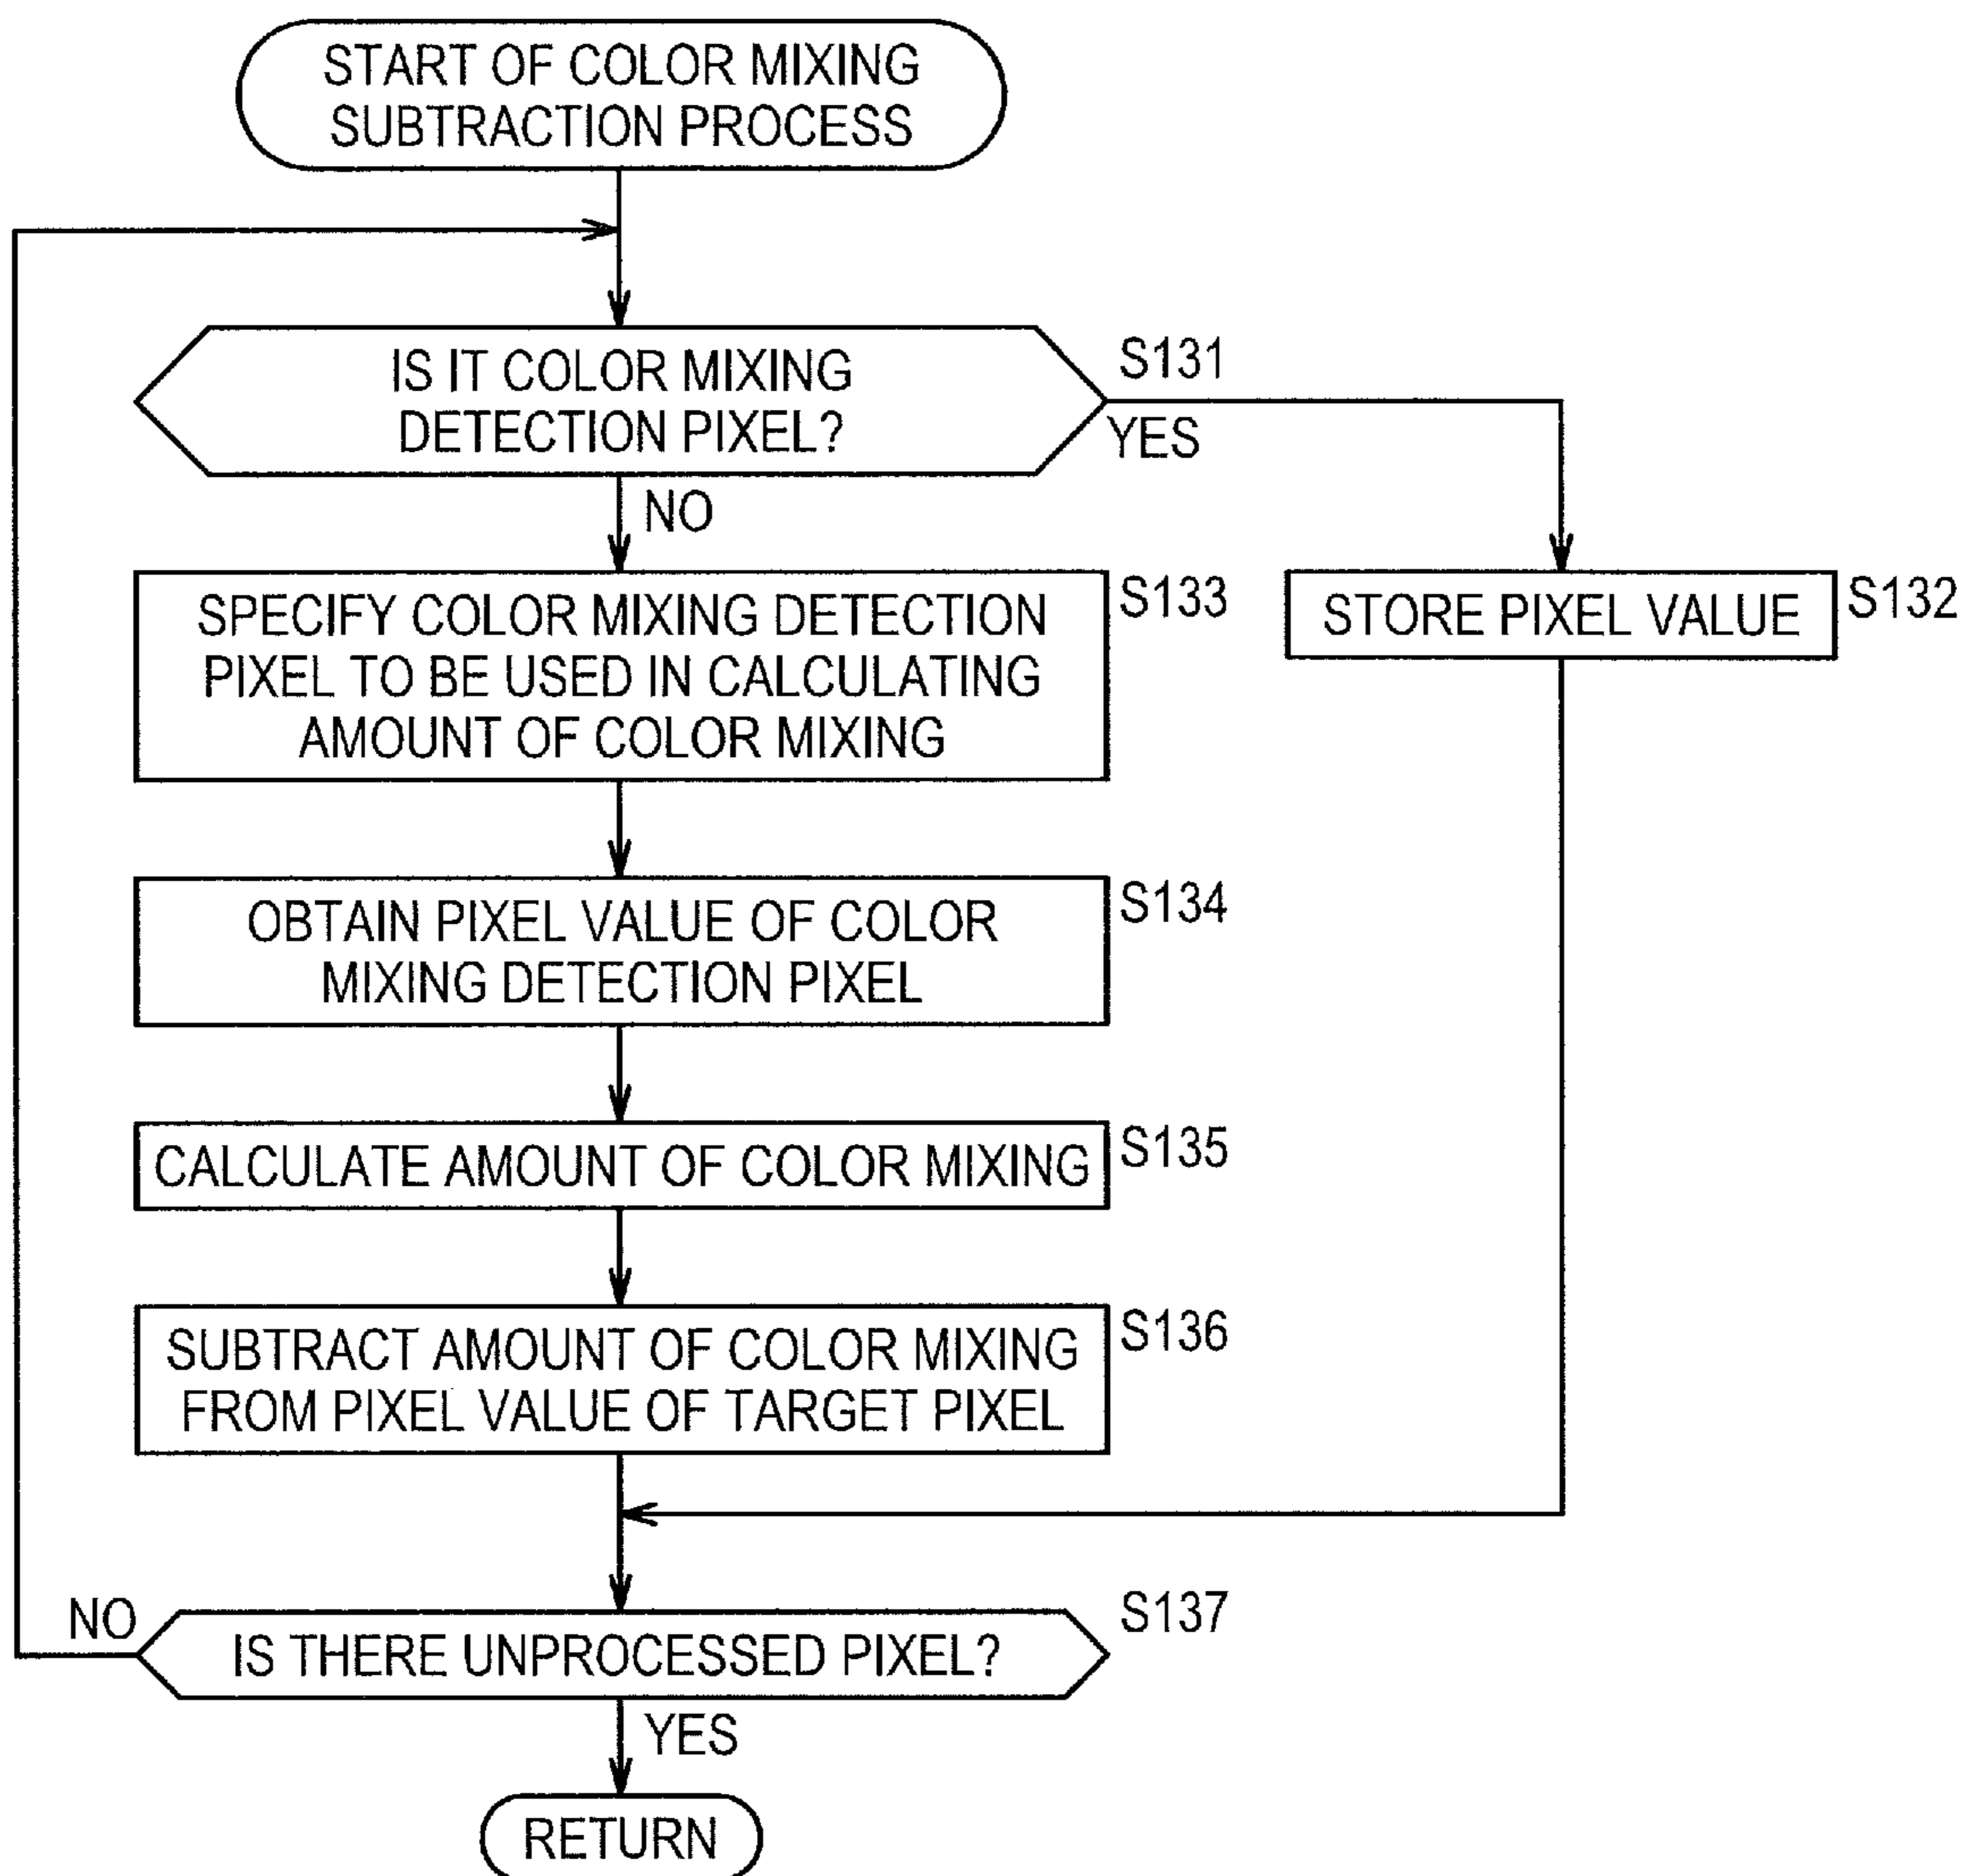 START OF COLOR MIXING
SUBTRACTION PROCESS
IS IT COLOR MIXING
DETECTION PIXEL?
S131
YES
NO
SPECIFY COLOR MIXING DETECTION
PIXEL TO BE USED IN CALCULATING
AMOUNT OF COLOR MIXING
S133
STORE PIXEL VALUE
S132
OBTAIN PIXEL VALUE OF COLOR
MIXING DETECTION PIXEL
S134
CALCULATE AMOUNT OF COLOR MIXING
S135
SUBTRACT AMOUNT OF COLOR MIXING
FROM PIXEL VALUE OF TARGET PIXEL
S136
NO
IS THERE UNPROCESSED PIXEL?
S137
YES
RETURN